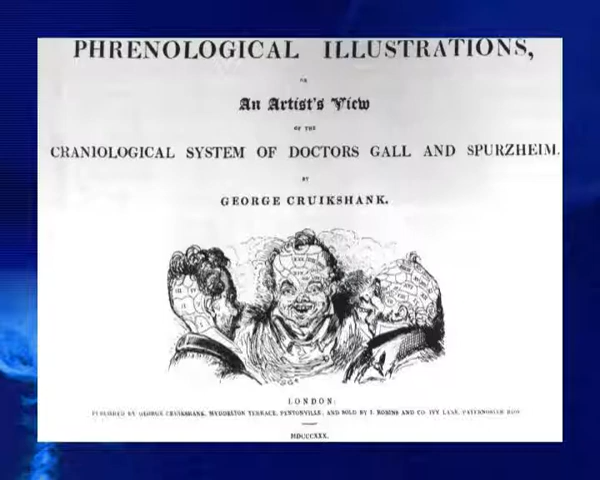 PHRENOLOGICAL ILLUSTRATIONS,
OR
An Artist's View
OF THE
CRANIOLOGICAL SYSTEM OF DOCTORS GALL AND SPURZHEIM.
BY
GEORGE CRUIKSHANK.
LONDON:
PUBLISHED BY GEORGE CRUIKSHANK, MYDDELTON TERRACE, PENTONVILLE; AND SOLD BY J. ROBINS AND CO. IVY LANE, PATERNOSTER ROW.
MDCCCXXX.